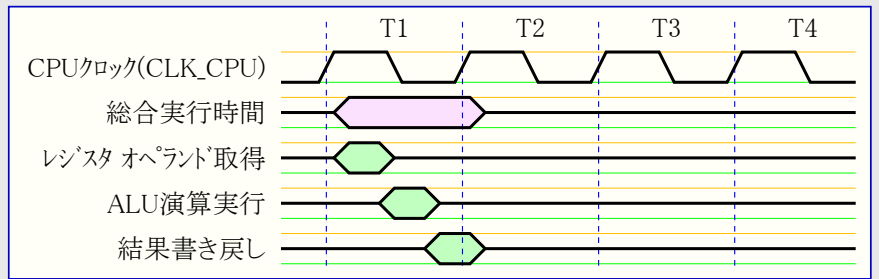 T1 T2 T3 T4
CPUｸﾛｯｸ(CLK_CPU)
総合実行時間
ﾚｼﾞｽﾀ ｵﾍﾟﾗﾝﾄﾞ取得
ALU演算実行
結果書き戻し